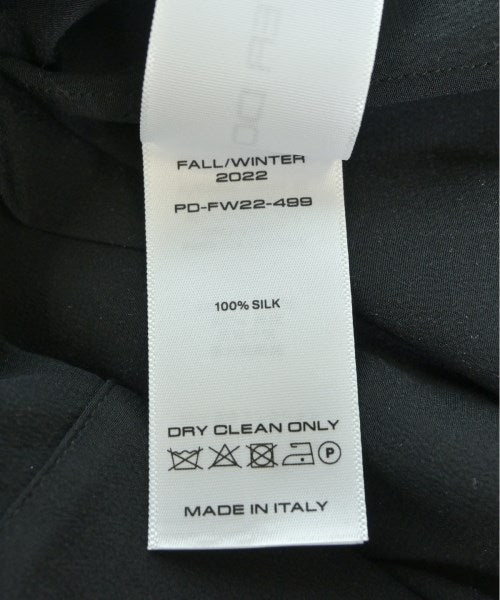 FALL/WINTER
2022
PD-FW22-499
100% SILK
DRY CLEAN ONLY
P
MADE IN ITALY